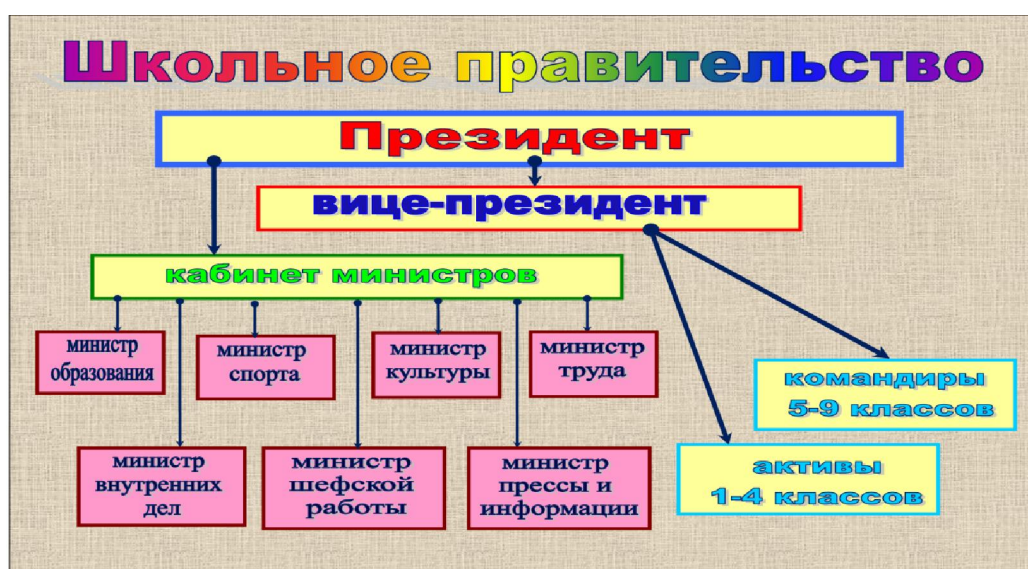 Школьное правительство
Президент
вице-президент
кабинет министров
министр
образования
министр
спорта
министр
культуры
министр
труда
командиры
5-9 классов
министр
внутренних
дел
министр
шефской
работы
министр
прессы и
информации
активы
1-4 классов